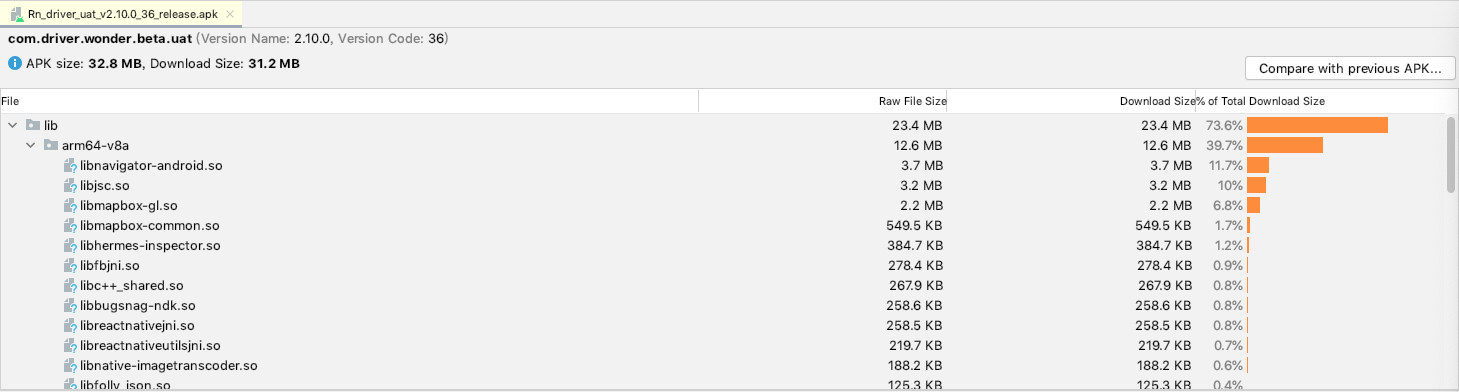 Rn_driver_uat_v2.10.0_36_release.apk
com.driver.wonder.beta.uat (Version Name: 2.10.0, Version Code: 36)
APK size: 32.8 MB, Download Size: 31.2 MB
Compare with previous APK...
File Raw File Size Download Size % of Total Download Size
lib 23.4 MB 23.4 MB 73.6%
arm64-v8a 12.6 MB 12.6 MB 39.7%
libnavigator-android.so 3.7 MB 3.7 MB 11.7%
libjsc.so 3.2 MB 3.2 MB 10%
libmapbox-gl.so 2.2 MB 2.2 MB 6.8%
libmapbox-common.so 549.5 KB 549.5 KB 1.7%
libhermes-inspector.so 384.7 KB 384.7 KB 1.2%
libfbjni.so 278.4 KB 278.4 KB 0.9%
libc++_shared.so 267.9 KB 267.9 KB 0.8%
libbugsnag-ndk.so 258.6 KB 258.6 KB 0.8%
libreactnativejni.so 258.5 KB 258.5 KB 0.8%
libreactnativeutilsjni.so 219.7 KB 219.7 KB 0.7%
libnative-imagetranscoder.so 188.2 KB 188.2 KB 0.6%
libfolly_json.so 125.3 KB 125.3 KB 0.4%